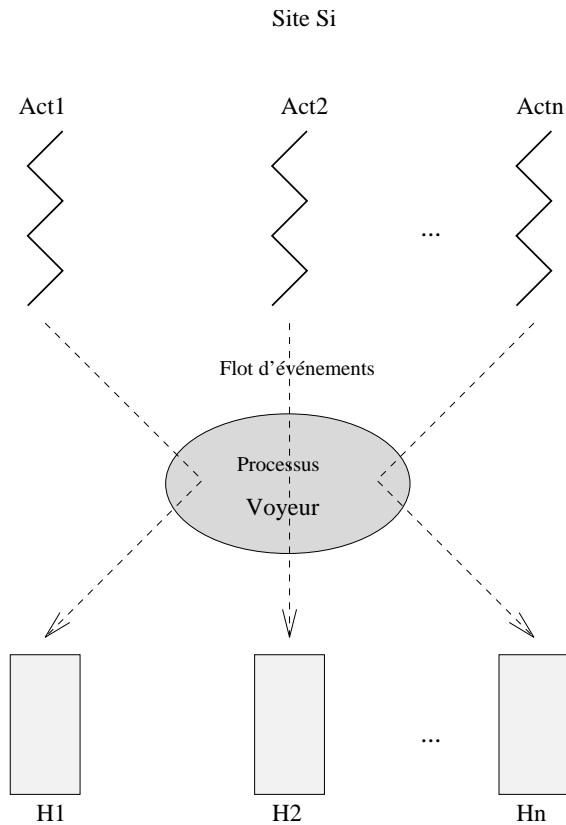 Site Si
Act1 Act2 Actn
...
Flot d'événements
Processus
Voyeur
...
H1 H2 Hn